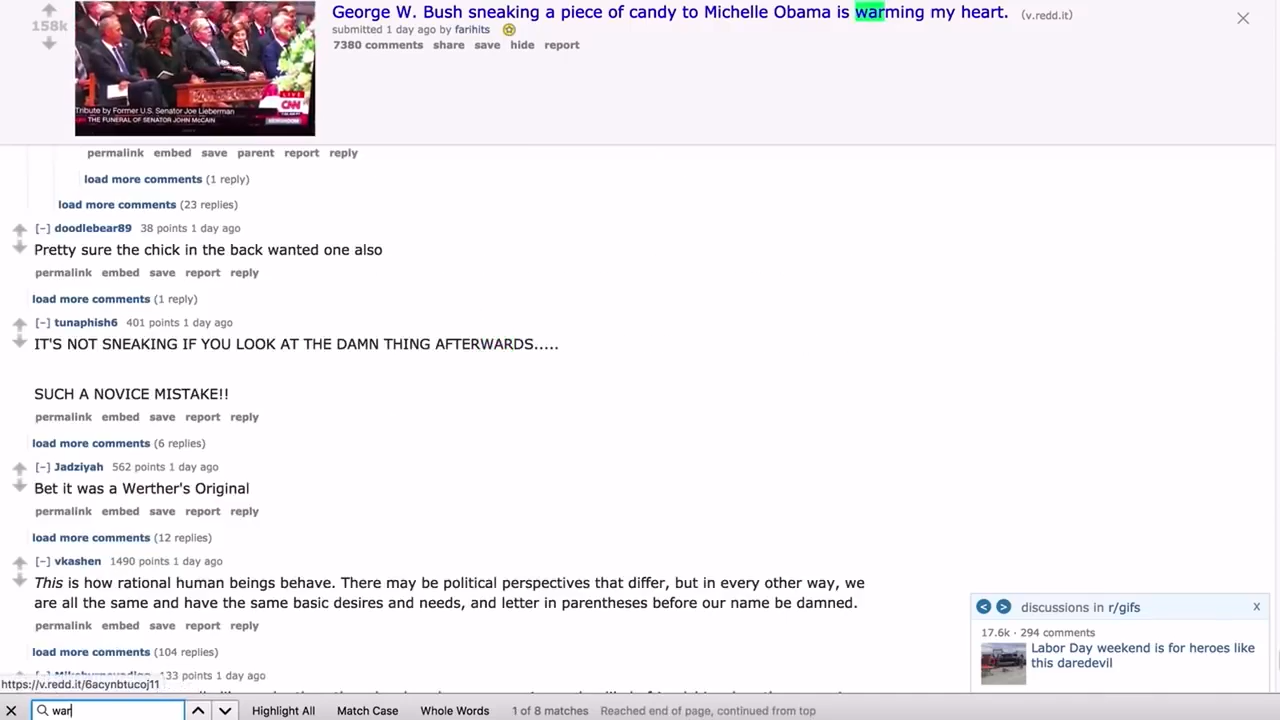 158k
George W. Bush sneaking a piece of candy to Michelle Obama is warming my heart. (v.redd.it)
submitted 1 day ago by farihits
7380 comments share save hide report
LIVE
CNN
Tribute by Former U.S. Senator Joe Lieberman
THE FUNERAL OF SENATOR JOHN McCAIN
NEWSROOM
permalink embed save parent report reply
load more comments (1 reply)
load more comments (23 replies)
[–] doodlebear89 38 points 1 day ago
Pretty sure the chick in the back wanted one also
permalink embed save report reply
load more comments (1 reply)
[–] tunaphish6 401 points 1 day ago
IT'S NOT SNEAKING IF YOU LOOK AT THE DAMN THING AFTERWARDS.....
SUCH A NOVICE MISTAKE!!
permalink embed save report reply
load more comments (6 replies)
[–] Jadziyah 562 points 1 day ago
Bet it was a Werther's Original
permalink embed save report reply
load more comments (12 replies)
[–] vkashen 1490 points 1 day ago
This is how rational human beings behave. There may be political perspectives that differ, but in every other way, we
are all the same and have the same basic desires and needs, and letter in parentheses before our name be damned.
permalink embed save report reply
load more comments (104 replies)
133 points 1 day ago
discussions in r/gifs X
17.6k · 294 comments
Labor Day weekend is for heroes like
this daredevil
https://v.redd.it/6acynbtucoj11
war
Highlight All Match Case Whole Words 1 of 8 matches Reached end of page, continued from top